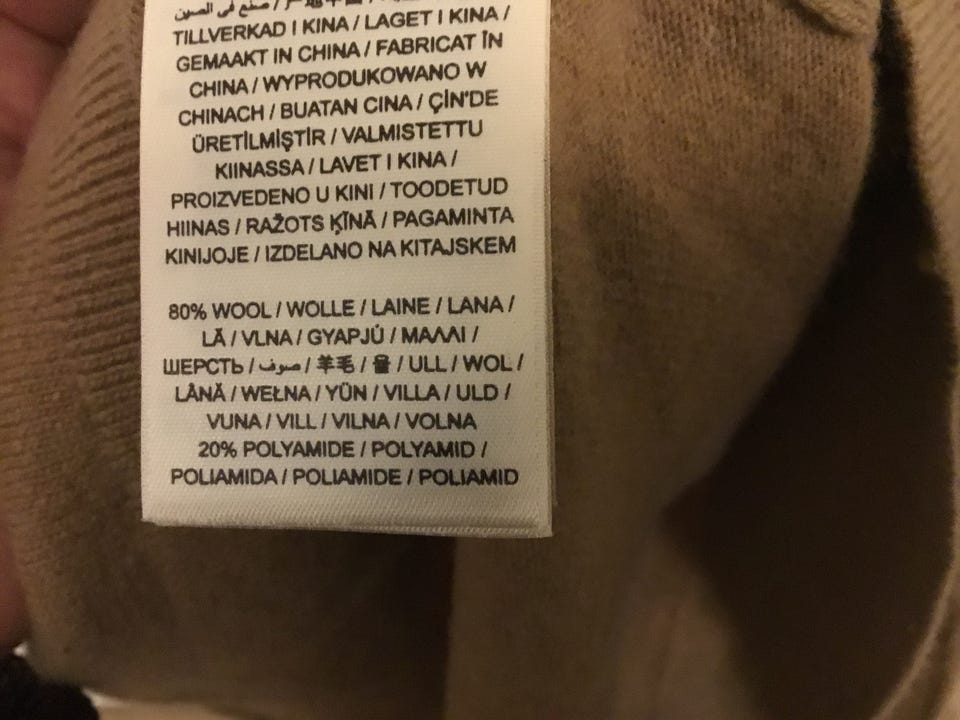 صنع في الصين /
TILLVERKAD I KINA / LAGET I KINA /
GEMAAKT IN CHINA / FABRICAT ÎN
CHINA / WYPRODUKOWANO W
CHINACH / BUATAN CINA / ÇİN'DE
ÜRETİLMİŞTİR / VALMISTETTU
KIINASSA / LAVET I KINA /
PROIZVEDENO U KINI / TOODETUD
HIINAS / RAŽOTS ĶĪNĀ / PAGAMINTA
KINIJOJE / IZDELANO NA KITAJSKEM
80% WOOL / WOLLE / LAINE / LANA /
LÃ / VLNA / GYAPJÚ / ΜΑΛΛΙ /
ШЕРСТЬ / صوف / 羊毛 / 울 / ULL / WOL /
LÂNĂ / WEŁNA / YÜN / VILLA / ULD /
VUNA / VILL / VILNA / VOLNA
20% POLYAMIDE / POLYAMID /
POLIAMIDA / POLIAMIDE / POLIAMID